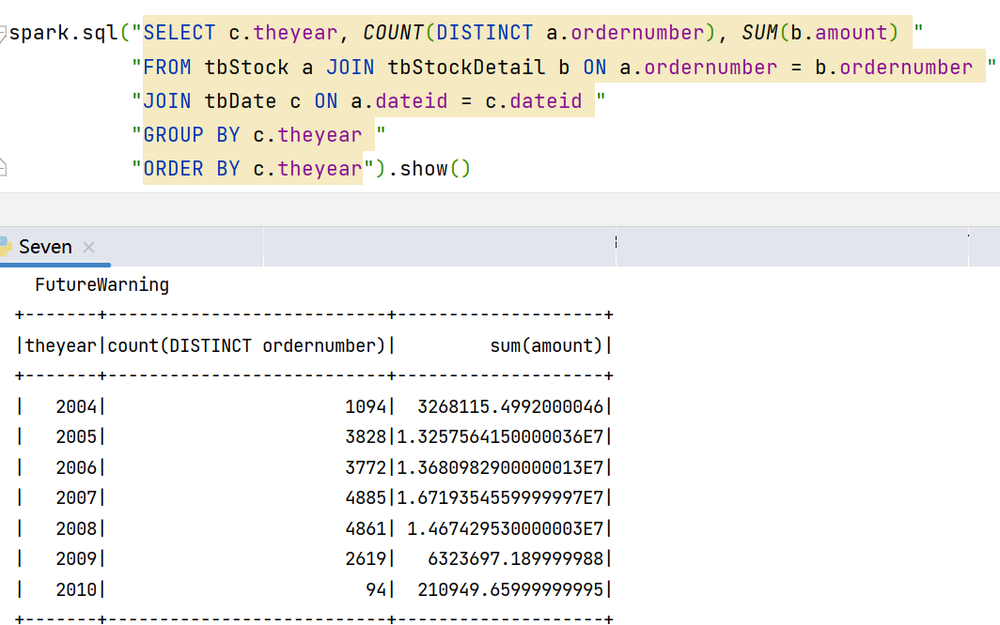 spark.sql("SELECT c.theyear, COUNT(DISTINCT a.ordernumber), SUM(b.amount) "
"FROM tbStock a JOIN tbStockDetail b ON a.ordernumber = b.ordernumber "
"JOIN tbDate c ON a.dateid = c.dateid "
"GROUP BY c.theyear "
"ORDER BY c.theyear").show()
Seven
FutureWarning
+-------+---------------------------+--------------------+
|theyear|count(DISTINCT ordernumber)|         sum(amount)|
+-------+---------------------------+--------------------+
|   2004|                       1094|  3268115.4992000046|
|   2005|                       3828|1.3257564150000036E7|
|   2006|                       3772|1.3680982900000013E7|
|   2007|                       4885|1.6719354559999997E7|
|   2008|                       4861| 1.467429530000003E7|
|   2009|                       2619|   6323697.189999988|
|   2010|                         94|  210949.65999999995|
+-------+---------------------------+--------------------+